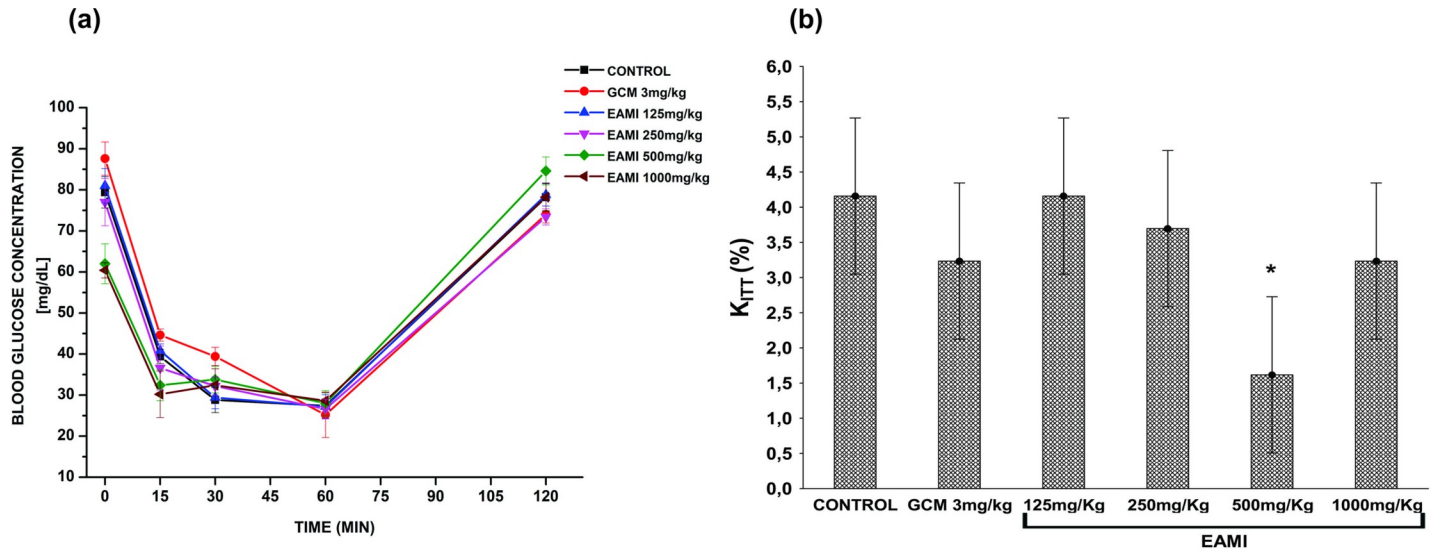 (a)
CONTROL
GCM 3mg/kg
EAMI 125mg/kg
EAMI 250mg/kg
EAMI 500mg/kg
EAMI 1000mg/kg
BLOOD GLUCOSE CONCENTRATION
[mg/dL]
100
90
80
70
60
50
40
30
20
10
0 15 30 45 60 75 90 105 120
TIME (MIN)
(b)
K_ITT (%)
6,0
5,5
5,0
4,5
4,0
3,5
3,0
2,5
2,0
1,5
1,0
0,5
0,0
*
CONTROL GCM 3mg/kg 125mg/Kg 250mg/Kg 500mg/Kg 1000mg/Kg
EAMI